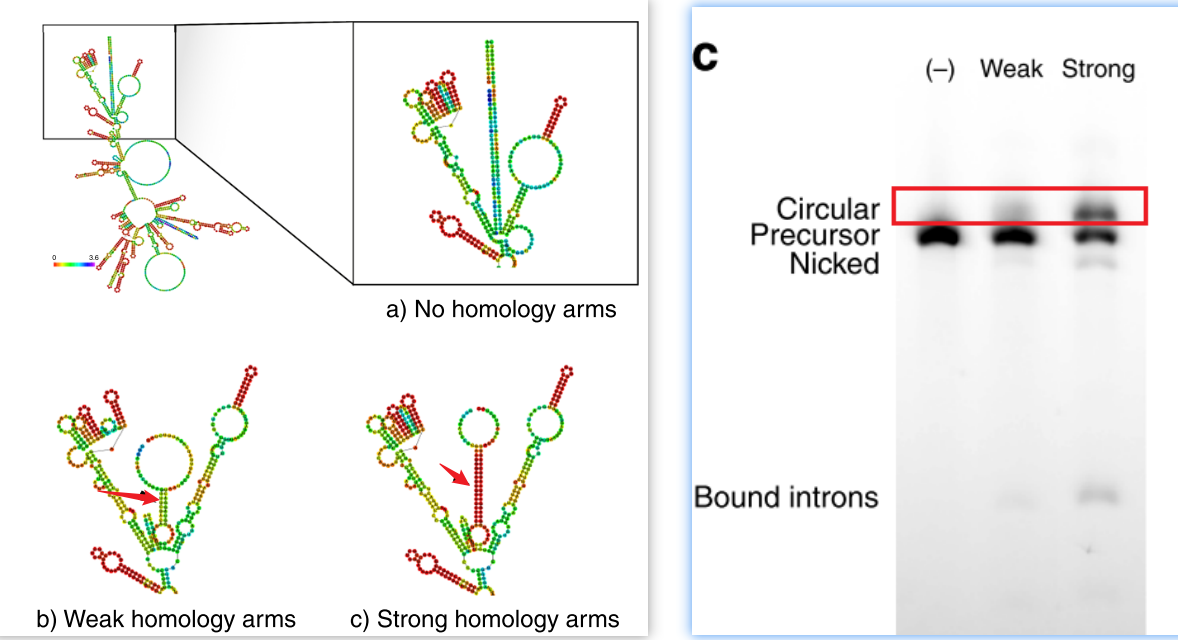 0 3.6
a) No homology arms
b) Weak homology arms
c) Strong homology arms
c
(–) Weak Strong
Circular
Precursor
Nicked
Bound introns